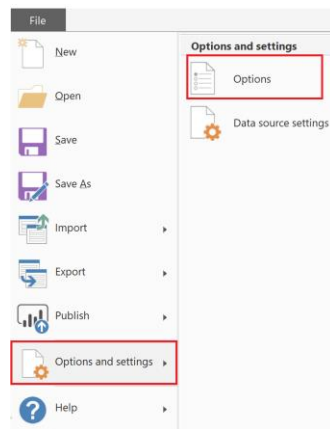 File
New
Open
Save
Save As
Import
Export
Publish
Options and settings
Help
Options and settings
Options
Data source settings